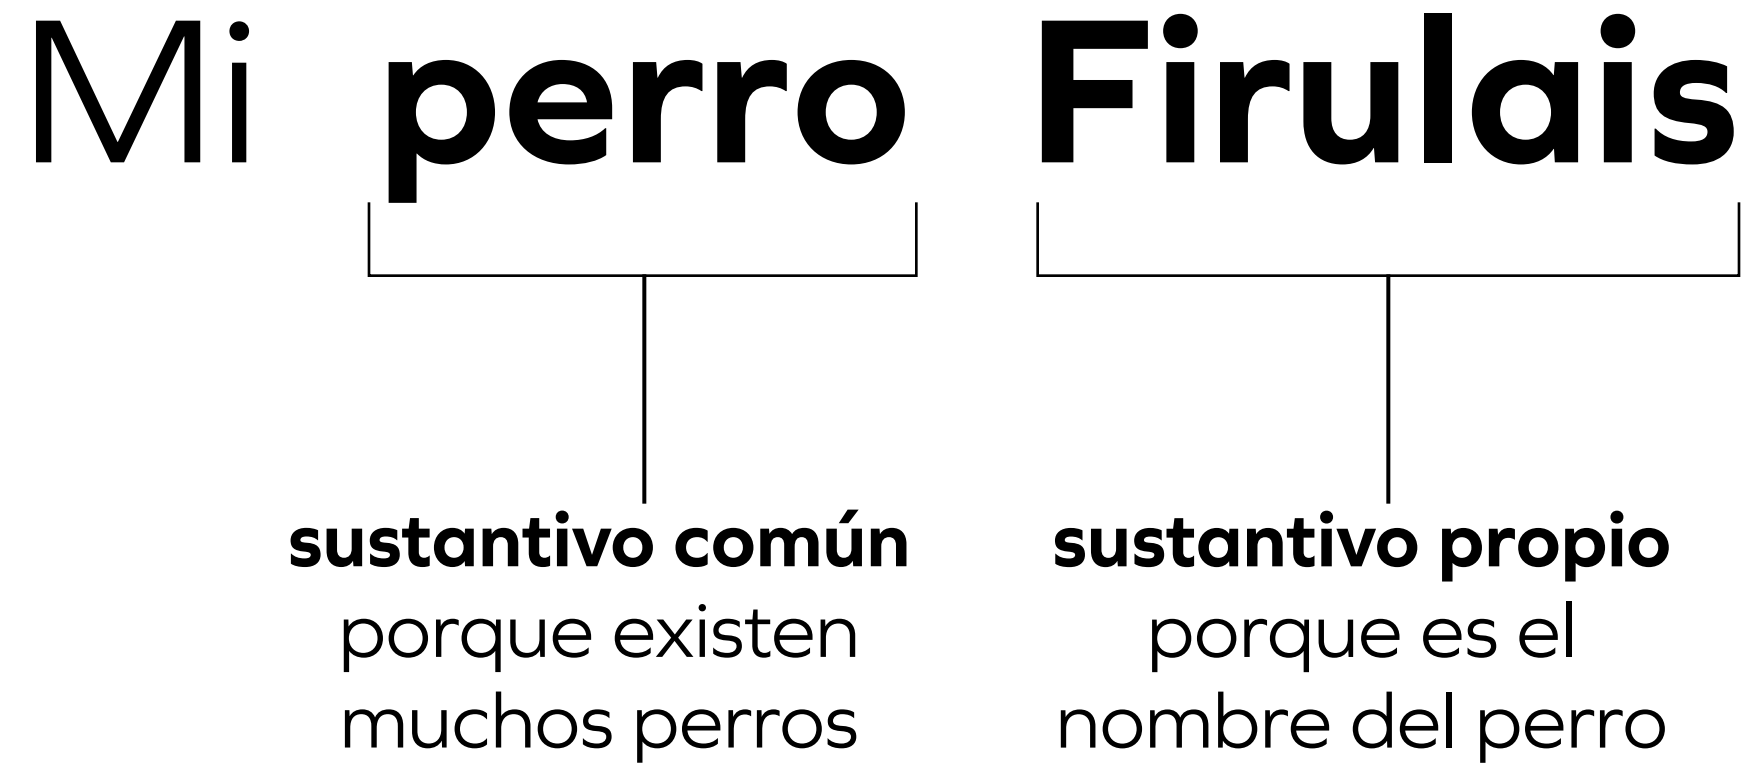 Mi perro Firulais
sustantivo común
porque existen
muchos perros
sustantivo propio
porque es el
nombre del perro